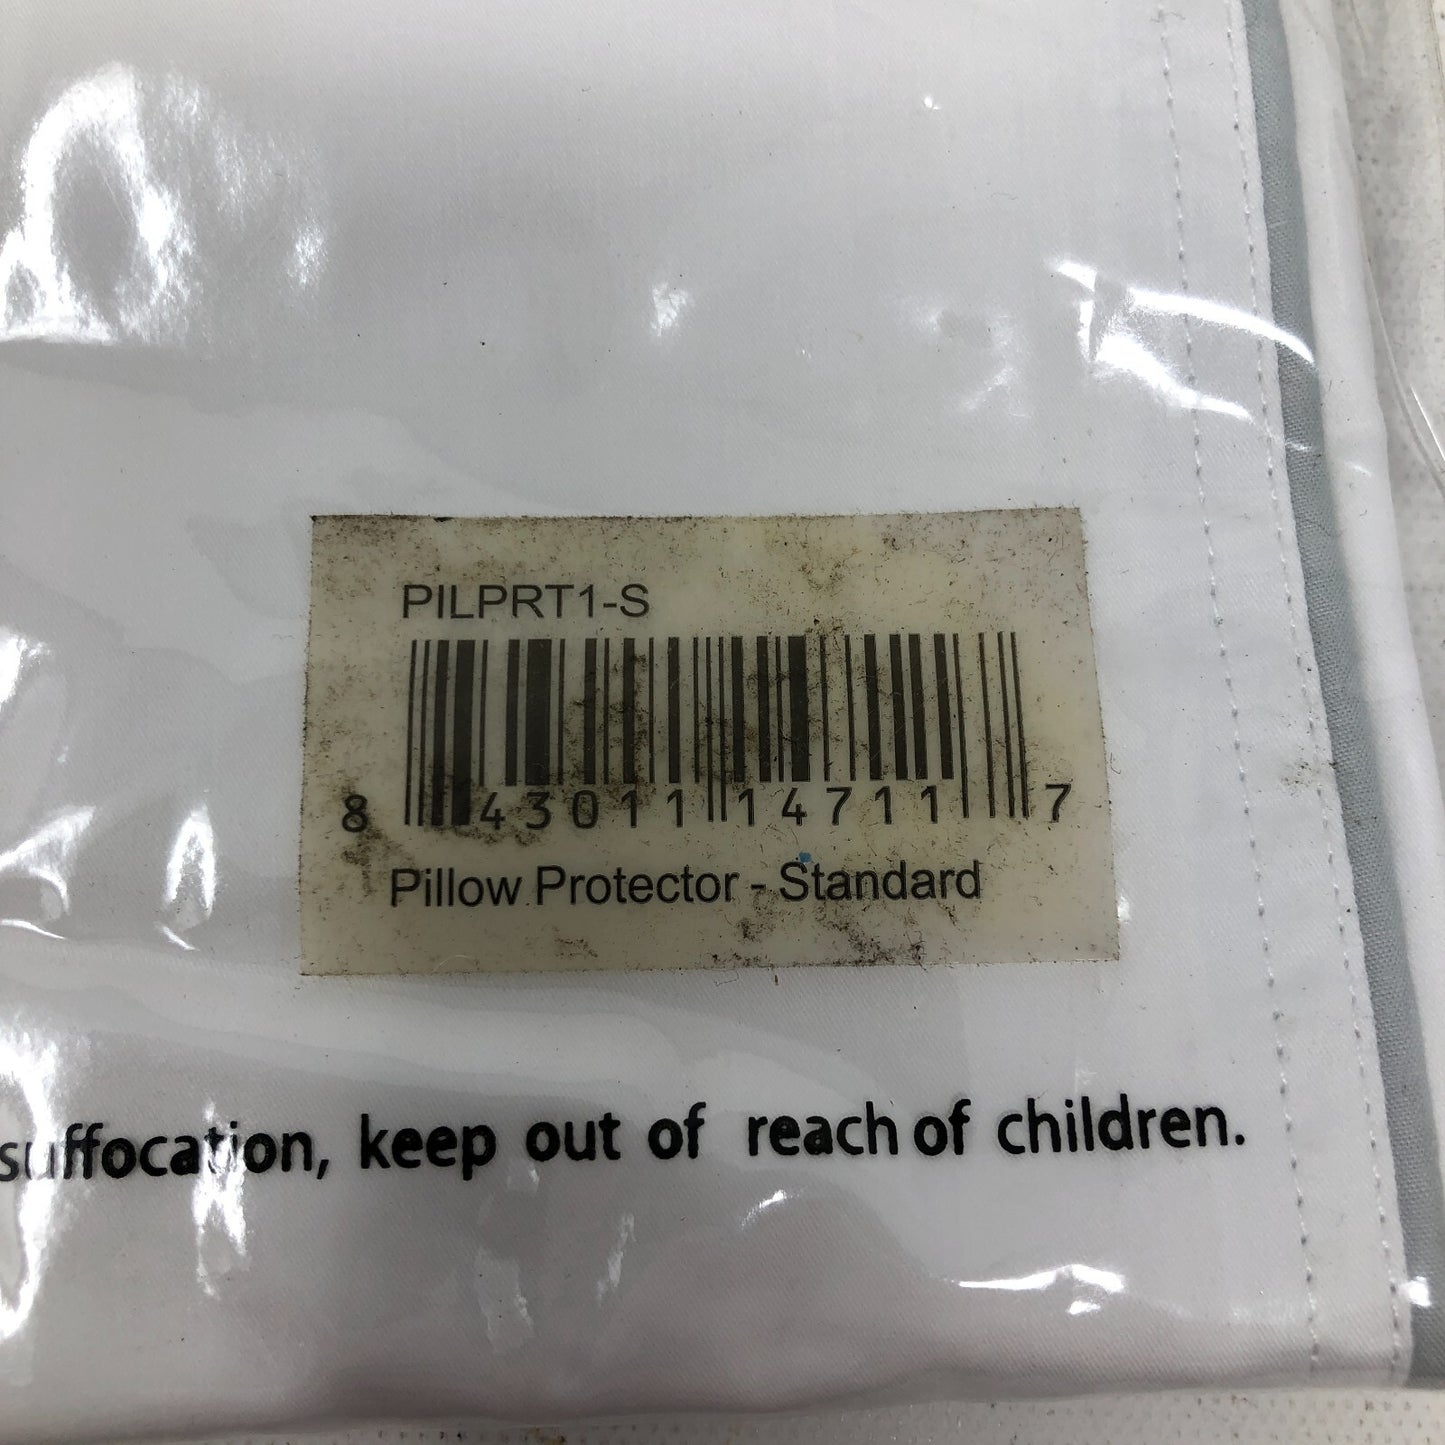 PILPRT1-S
8 43011 14711 7
Pillow Protector - Standard
suffocation, keep out of reach of children.